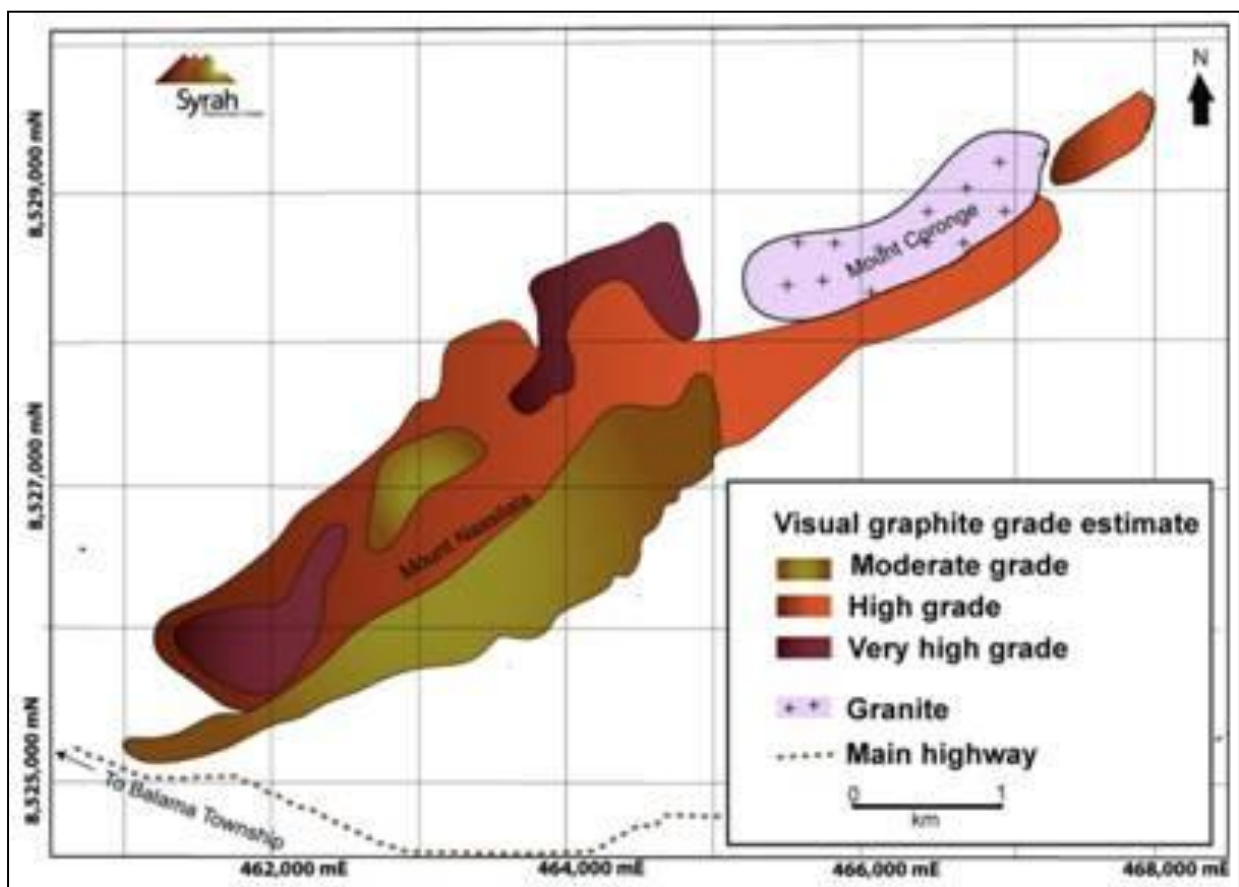 Syrah
N
8,529,000 mN
8,527,000 mN
8,525,000 mN
Mount Coronge
Mount
To Balama Township
Visual graphite grade estimate
Moderate grade
High grade
Very high grade
Granite
Main highway
0 1
km
462,000 mE 464,000 mE 466,000 mE 468,000 mE